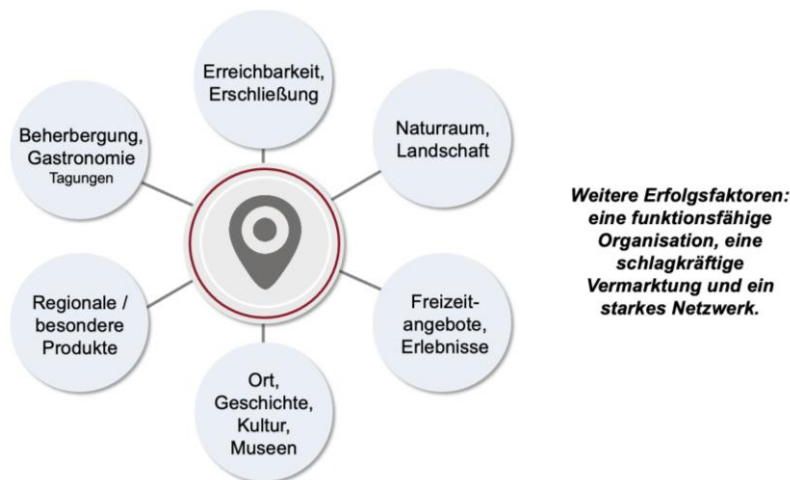 Erreichbarkeit,
Erschließung
Naturraum,
Landschaft
Freizeit-
angebote,
Erlebnisse
Ort,
Geschichte,
Kultur,
Museen
Regionale /
besondere
Produkte
Beherbergung,
Gastronomie
Tagungen
Weitere Erfolgsfaktoren:
eine funktionsfähige
Organisation, eine
schlagkräftige
Vermarktung und ein
starkes Netzwerk.